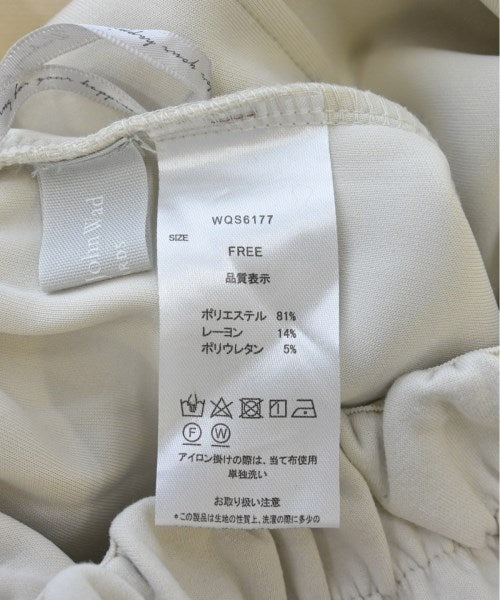 WQS6177
SIZE
FREE
品質表示
ポリエステル 81%
レーヨン 14%
ポリウレタン 5%
F W
アイロン掛けの際は、当て布使用
単独洗い
お取り扱い注意
*この製品は生地の性質上、洗濯の際に多少の